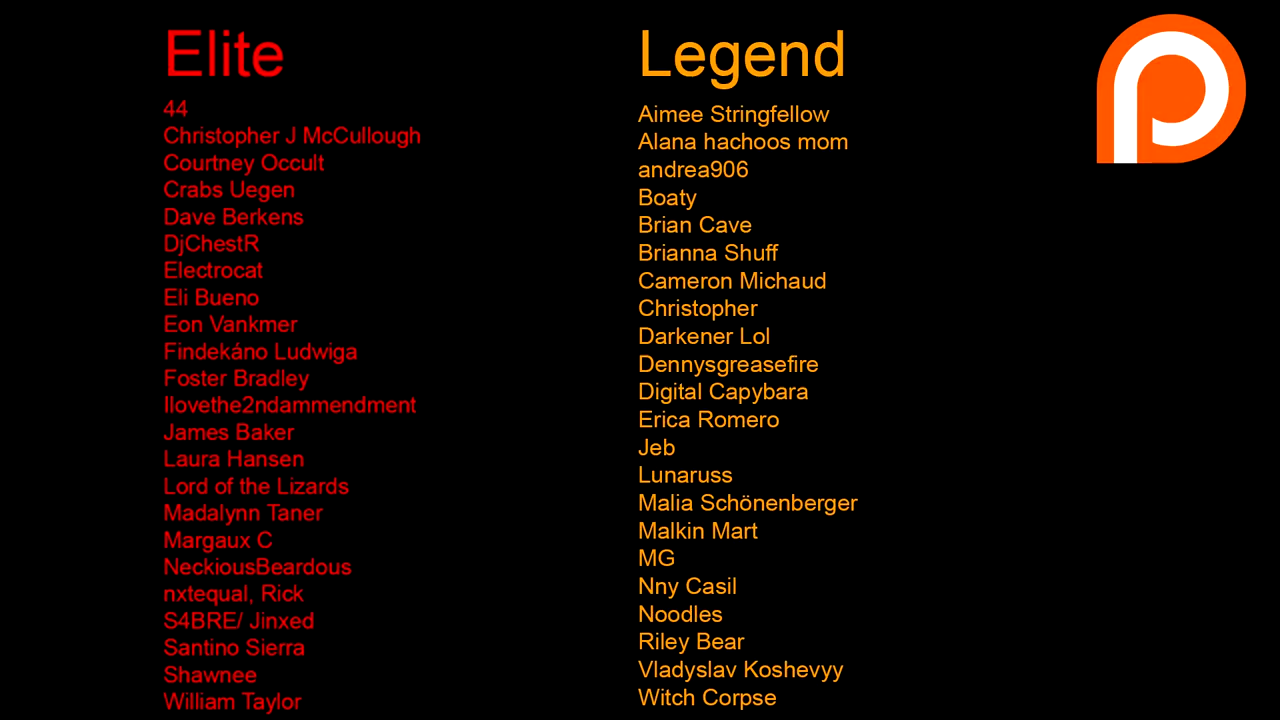 Elite
44
Christopher J McCullough
Courtney Occult
Crabs Uegen
Dave Berkens
DjChestR
Electrocat
Eli Bueno
Eon Vankmer
Findekáno Ludwiga
Foster Bradley
Ilovethe2ndammendment
James Baker
Laura Hansen
Lord of the Lizards
Madalynn Taner
Margaux C
NeckiousBeardous
nxtequal, Rick
S4BRE/ Jinxed
Santino Sierra
Shawnee
William Taylor
Legend
Aimee Stringfellow
Alana hachoos mom
andrea906
Boaty
Brian Cave
Brianna Shuff
Cameron Michaud
Christopher
Darkener Lol
Dennysgreasefire
Digital Capybara
Erica Romero
Jeb
Lunaruss
Malia Schönenberger
Malkin Mart
MG
Nny Casil
Noodles
Riley Bear
Vladyslav Koshevyy
Witch Corpse